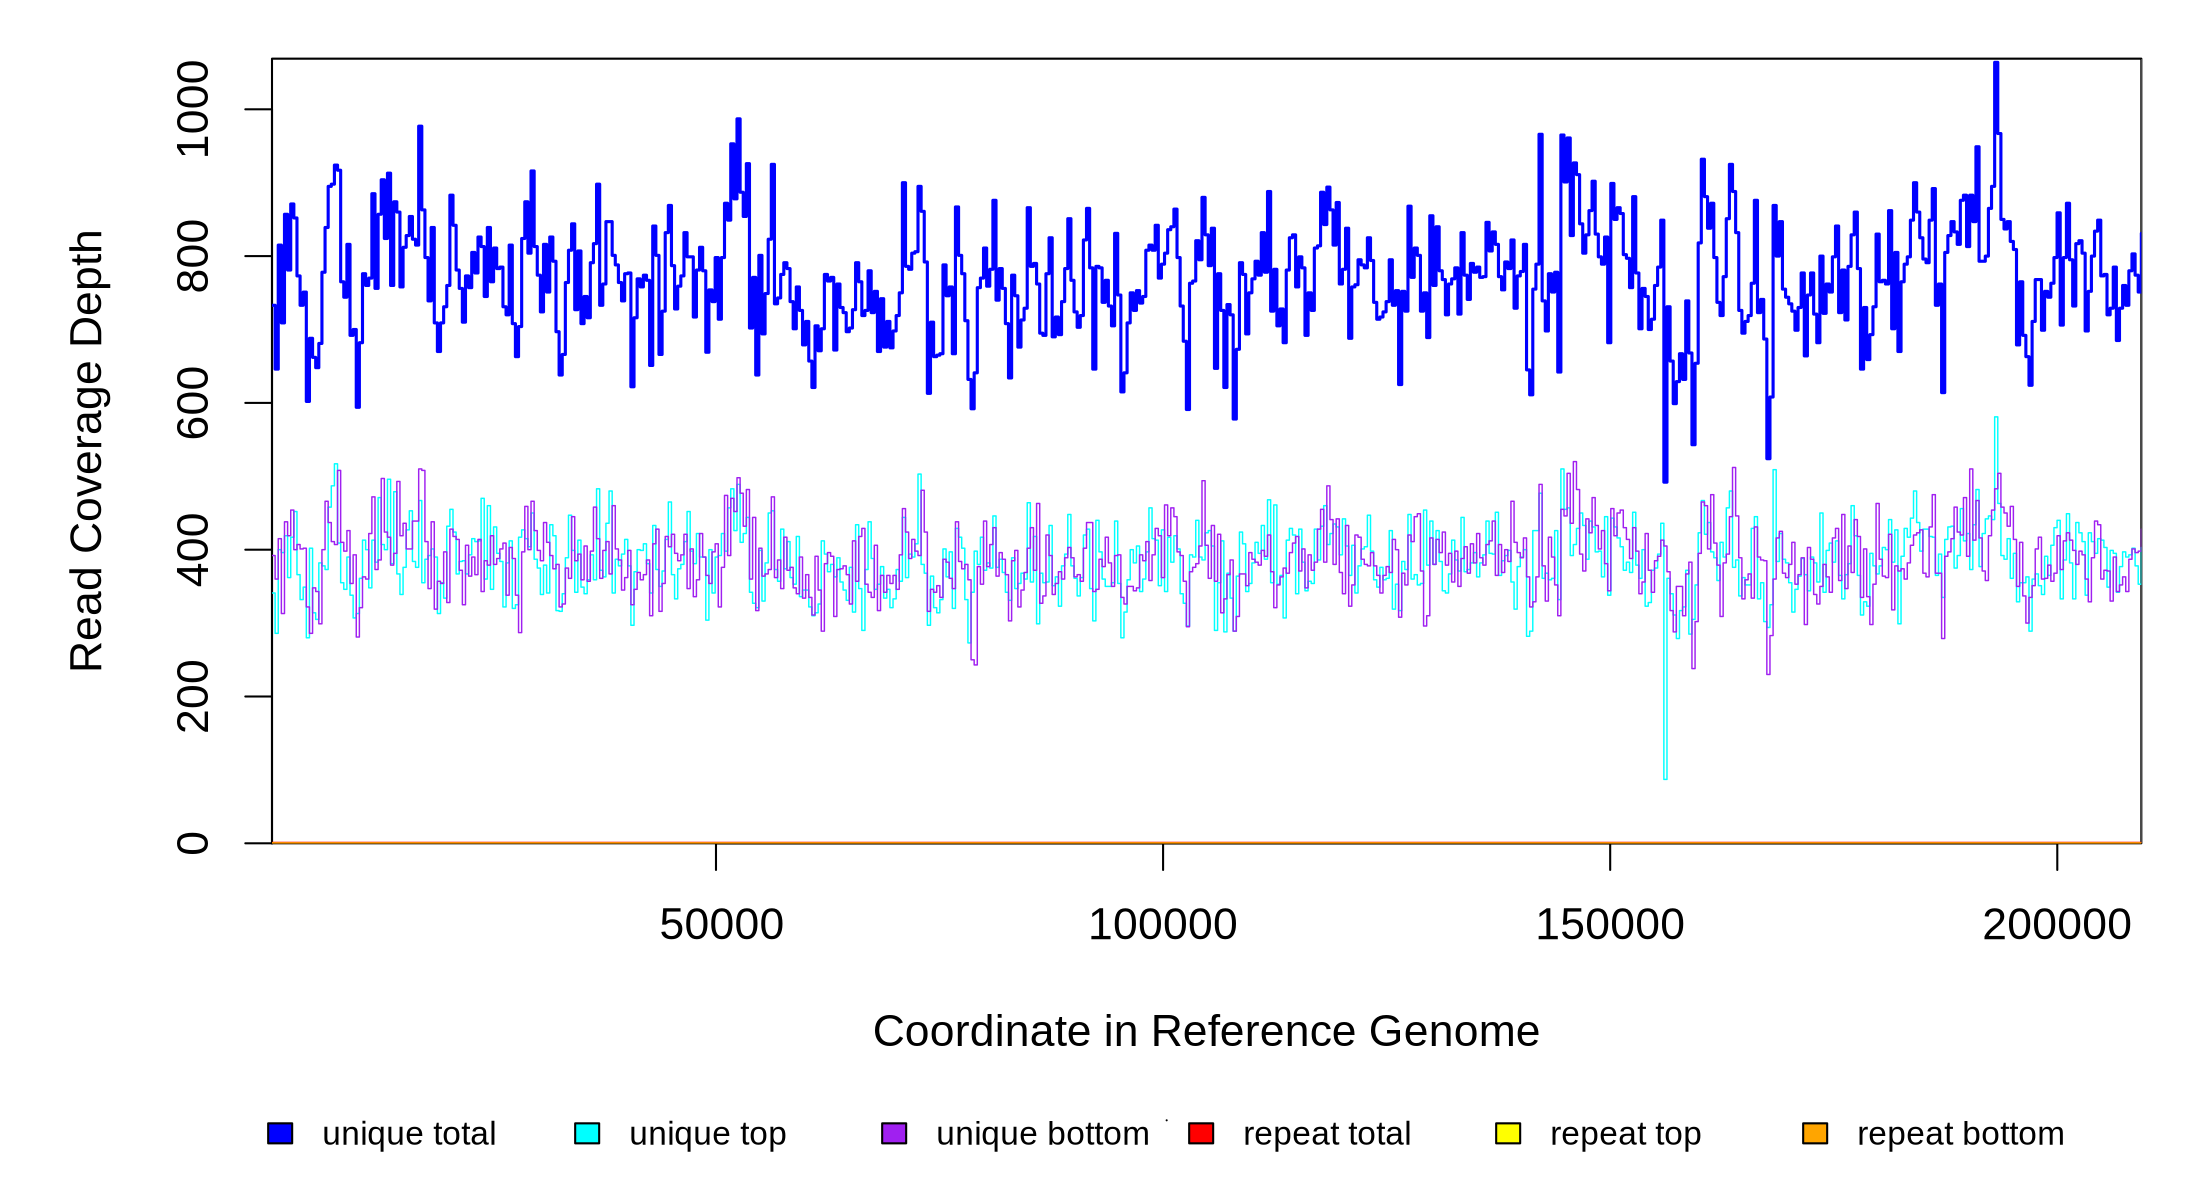 Read Coverage Depth
1000
800
600
400
200
0
50000 100000 150000 200000
Coordinate in Reference Genome
unique total unique top unique bottom repeat total repeat top repeat bottom